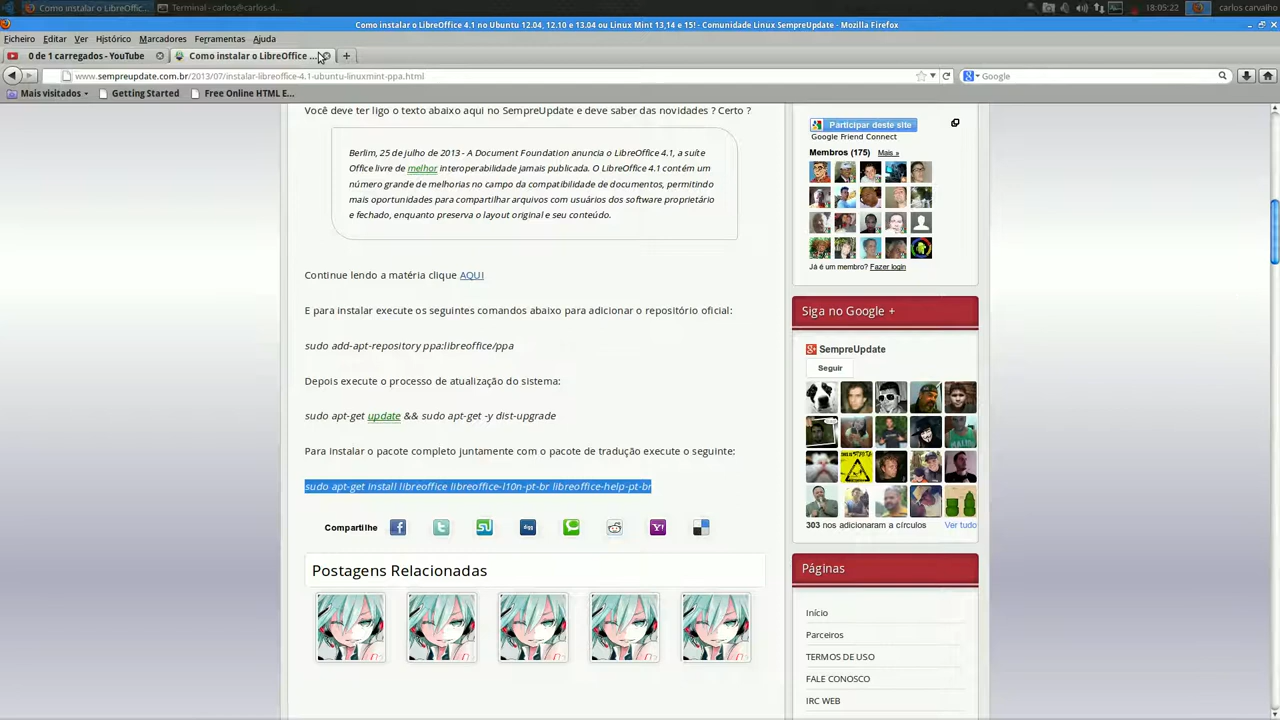 Como instalar o LibreOffic...
Terminal - carlos@carlos-d...
18:05:22
carlos carvalho
Como instalar o LibreOffice 4.1 no Ubuntu 12.04, 12.10 e 13.04 ou Linux Mint 13,14 e 15!- Comunidade Linux SempreUpdate - Mozilla Firefox
Ficheiro Editar Ver Histórico Marcadores Ferramentas Ajuda
0 de 1 carregados - YouTube
Como instalar o LibreOffice ...
www.sempreupdate.com.br/2013/07/instalar-libreoffice-4.1-ubuntu-linuxmint-ppa.html
Google
Mais visitados
Getting Started
Free Online HTML E...
Você deve ter ligo o texto abaixo aqui no SempreUpdate e deve saber das novidades ? Certo ?
Berlim, 25 de julho de 2013 - A Document Foundation anuncia o LibreOffice 4.1, a suíte
Office livre de melhor interoperabilidade jamais publicada. O LibreOffice 4.1 contém um
número grande de melhorias no campo da compatibilidade de documentos, permitindo
mais oportunidades para compartilhar arquivos com usuários dos software proprietário
e fechado, enquanto preserva o layout original e seu conteúdo.
Continue lendo a matéria clique AQUI
E para instalar execute os seguintes comandos abaixo para adicionar o repositório oficial:
sudo add-apt-repository ppa:libreoffice/ppa
Depois execute o processo de atualização do sistema:
sudo apt-get update && sudo apt-get -y dist-upgrade
Para instalar o pacote completo juntamente com o pacote de tradução execute o seguinte:
sudo apt-get install libreoffice libreoffice-l10n-pt-br libreoffice-help-pt-br
Compartilhe
Postagens Relacionadas
Participar deste site
Google Friend Connect
Membros (175) Mais »
Já é um membro? Fazer login
Siga no Google +
SempreUpdate
Seguir
303 nos adicionaram a círculos
Ver tudo
Páginas
Início
Parceiros
TERMOS DE USO
FALE CONOSCO
IRC WEB